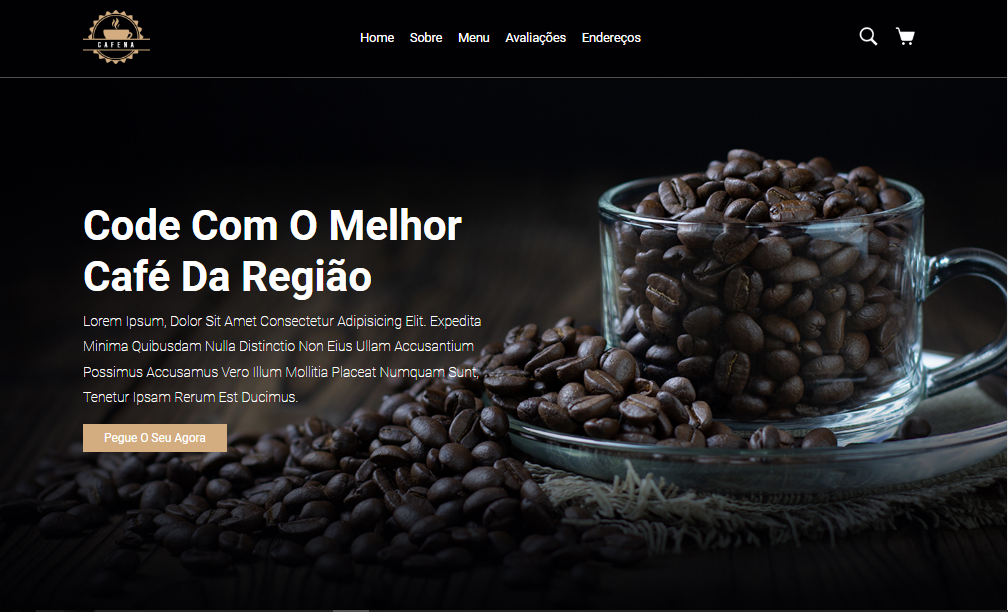 CAFENA
Home Sobre Menu Avaliações Endereços
Code Com O Melhor
Café Da Região
Lorem Ipsum, Dolor Sit Amet Consectetur Adipisicing Elit. Expedita
Minima Quibusdam Nulla Distinctio Non Eius Ullam Accusantium
Possimus Accusamus Vero Illum Mollitia Placeat Numquam Sunt,
Tenetur Ipsam Rerum Est Ducimus.
Pegue O Seu Agora